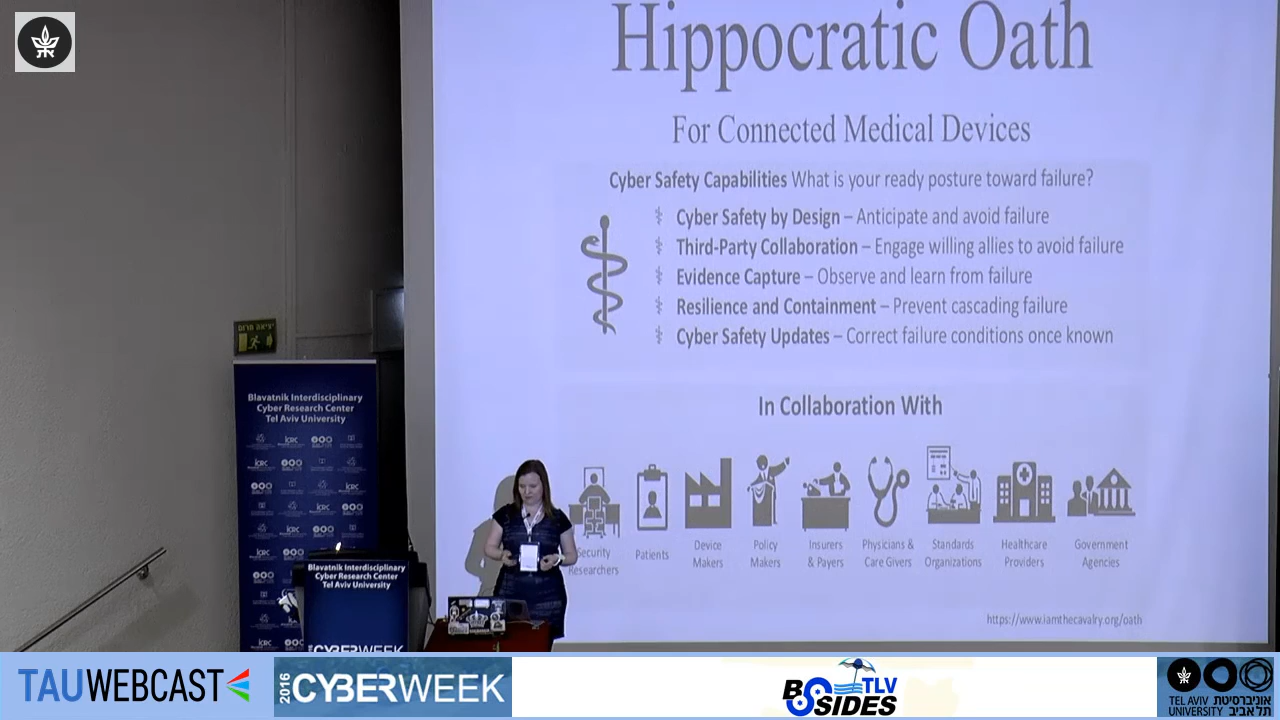 Hippocratic Oath
For Connected Medical Devices
Cyber Safety Capabilities What is your ready posture toward failure?
Cyber Safety by Design – Anticipate and avoid failure
Third-Party Collaboration – Engage willing allies to avoid failure
Evidence Capture – Observe and learn from failure
Resilience and Containment – Prevent cascading failure
Cyber Safety Updates – Correct failure conditions once known
In Collaboration With
Security
Researchers
Patients
Device
Makers
Policy
Makers
Insurers
& Payers
Physicians &
Care Givers
Standards
Organizations
Healthcare
Providers
Government
Agencies
https://www.iamthecavalry.org/oath
יציאת חרום
Blavatnik Interdisciplinary
Cyber Research Center
Tel Aviv University
Blavatnik Interdisciplinary
Cyber Research Center
Tel Aviv University
CYBERWEEK
TAUWEBCAST
2016 CYBERWEEK
BSIDES TLV
TEL AVIV UNIVERSITY
אוניברסיטת תל אביב